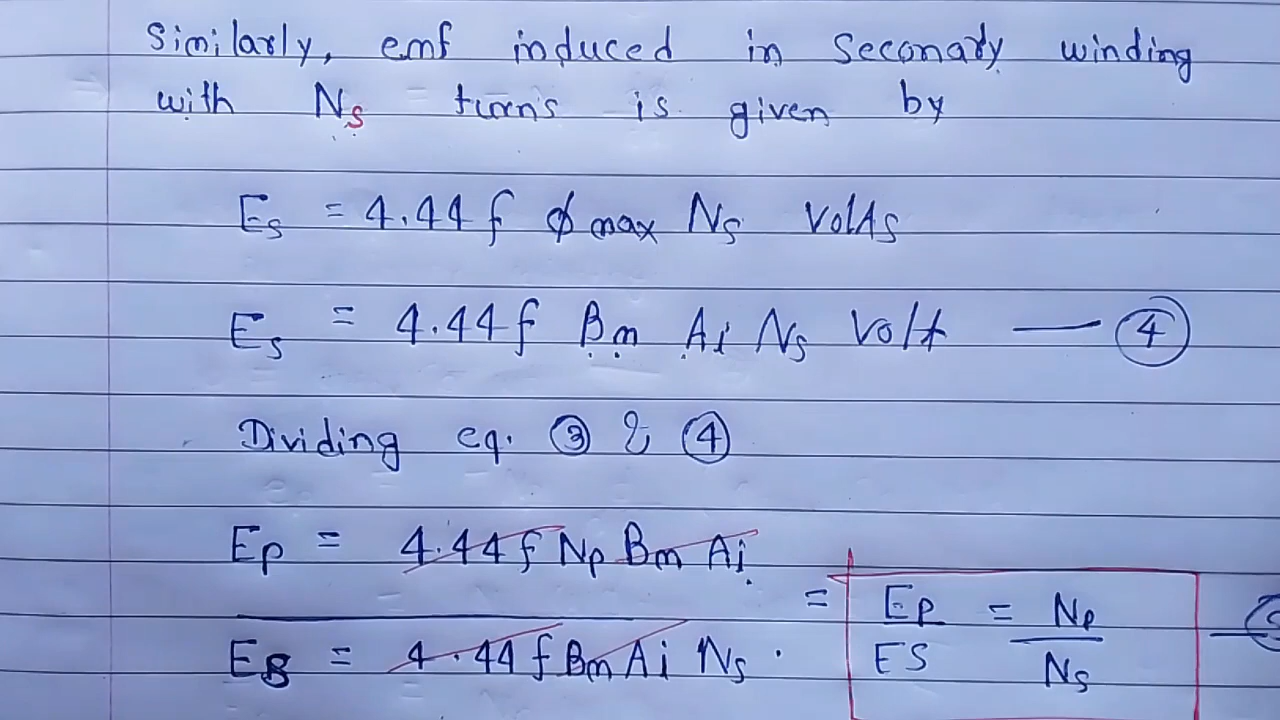 Similarly, emf induced in Seconary winding
with Ns turns is given by
Es = 4.44 f ϕ max Ns Volts
Es = 4.44 f Bm Ai Ns Volt — ④
Dividing eq. ③ & ④
Ep = 4.44 f Np Bm Ai
Es = 4.44 f Bm Ai Ns .
= Ep = Np
ES Ns